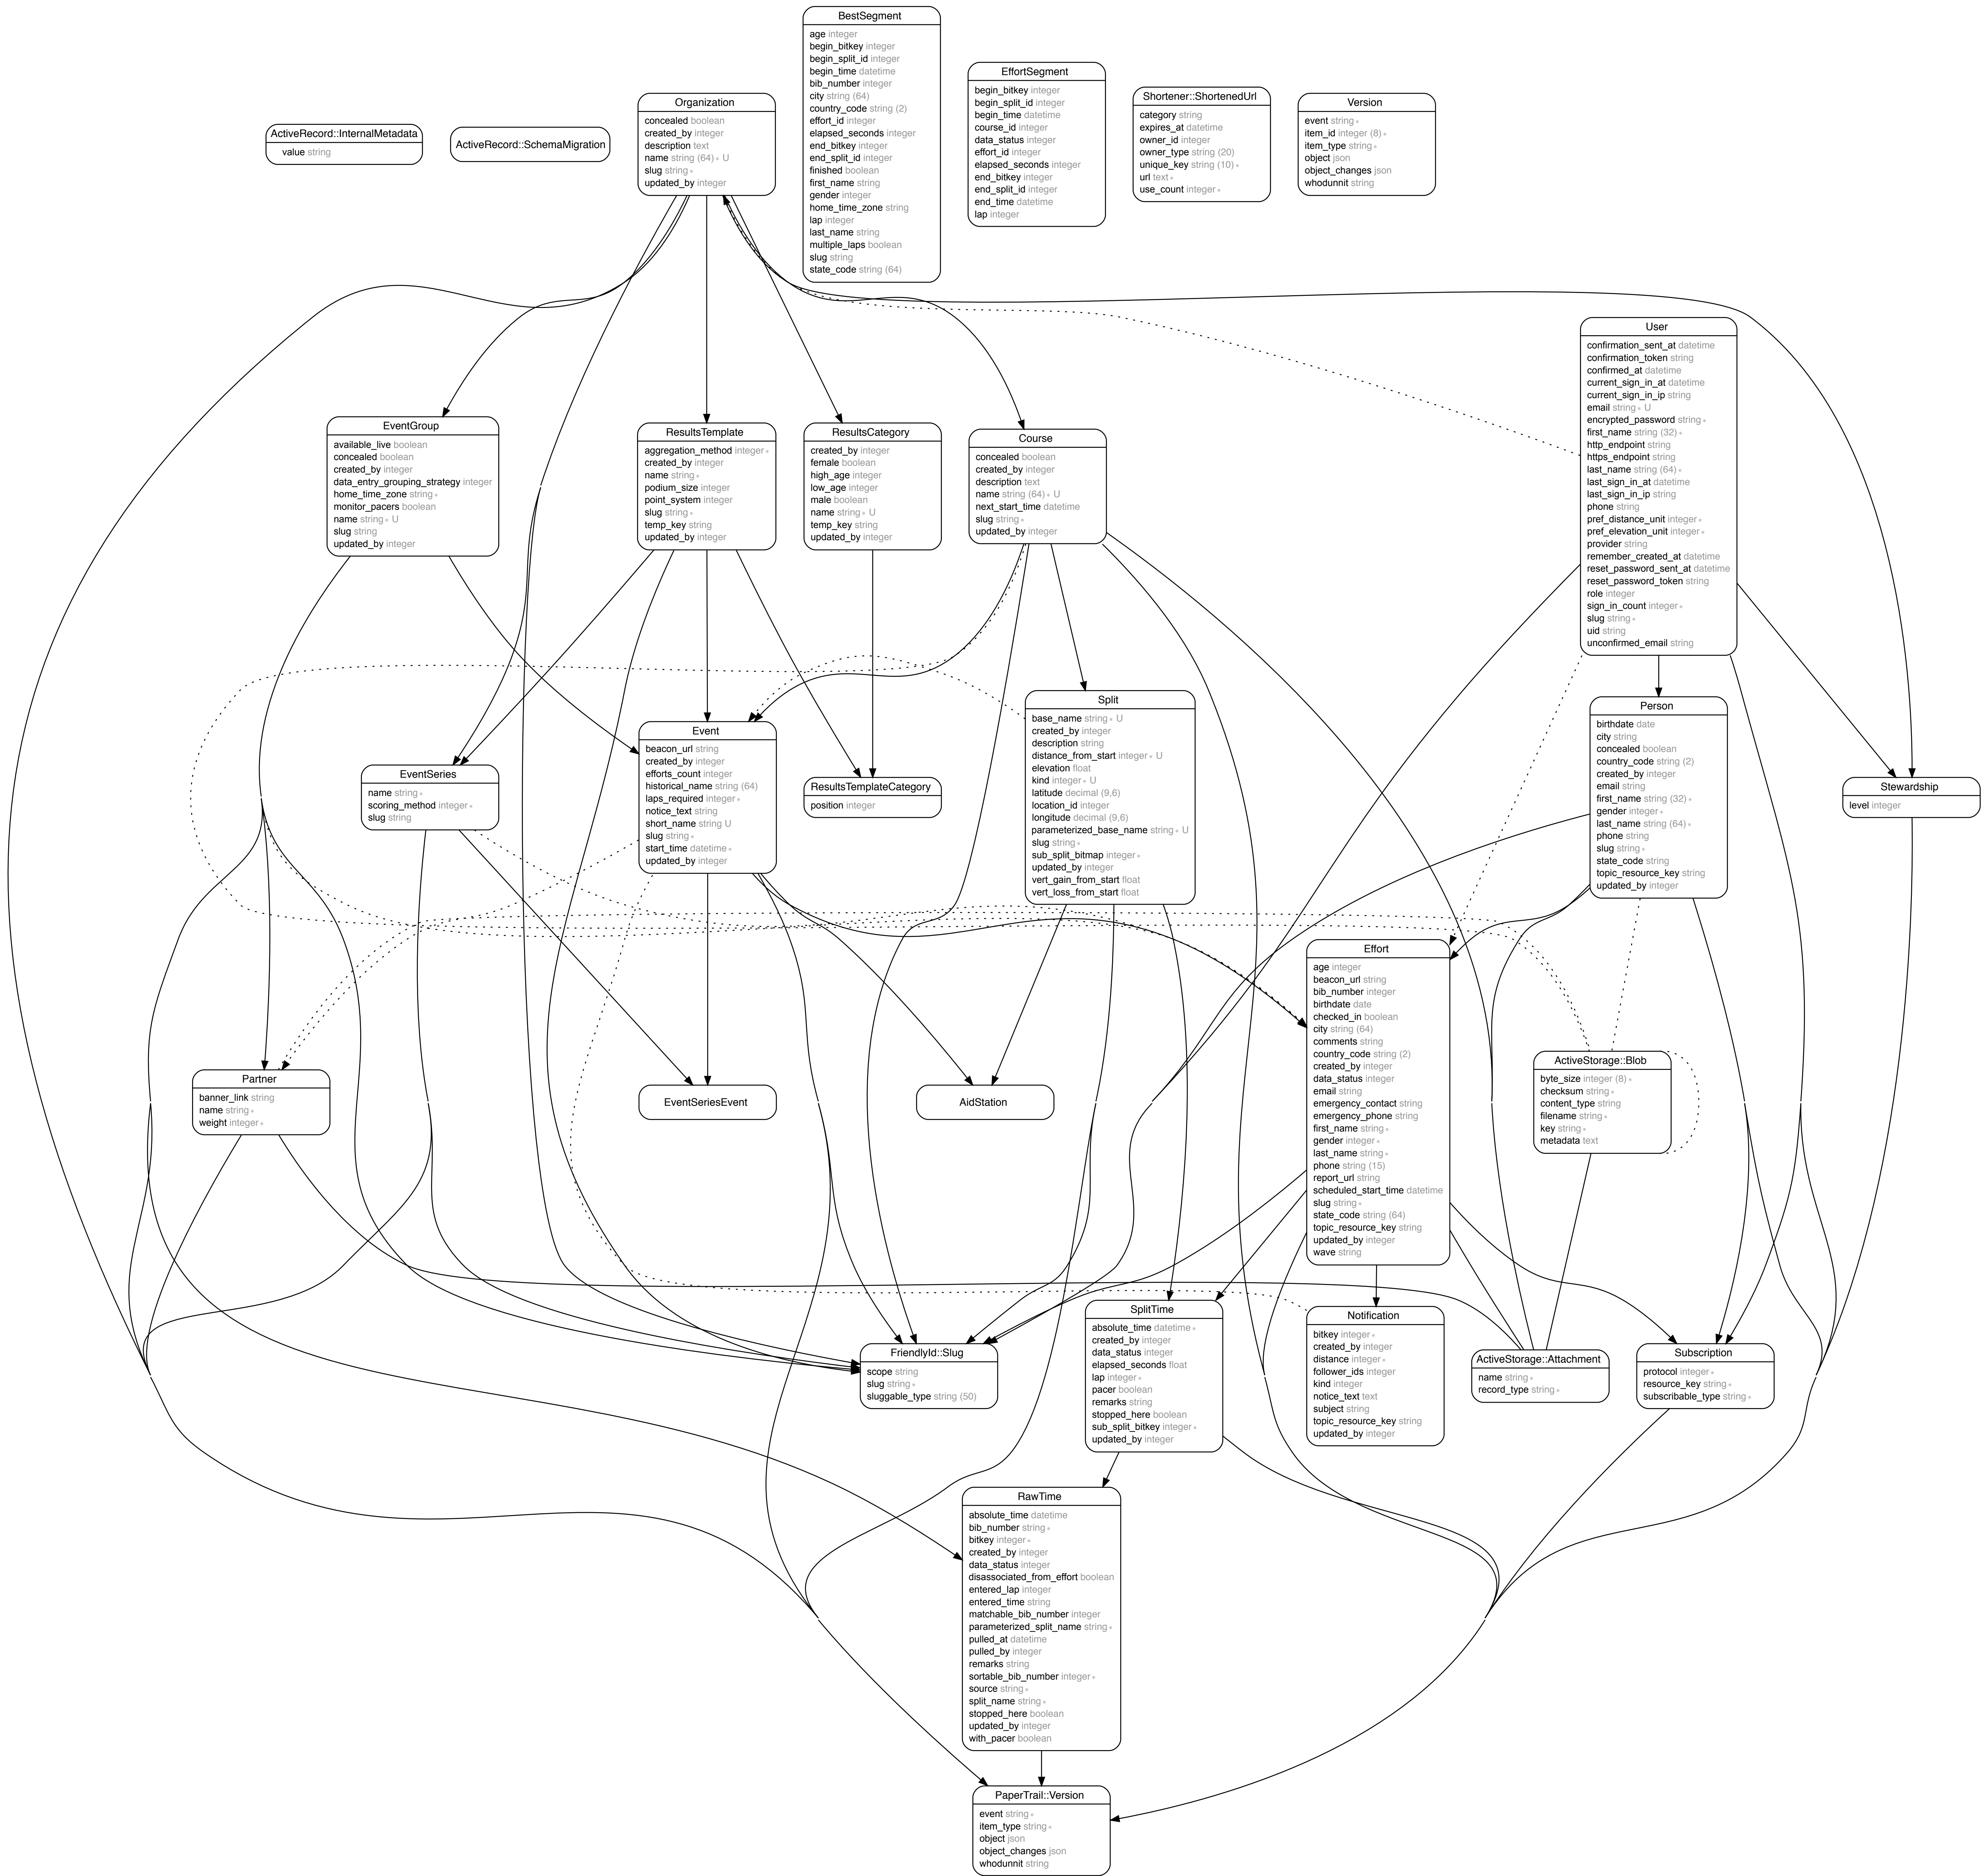 BestSegment
age integer
begin_bitkey integer
begin_split_id integer
begin_time datetime
bib_number integer
city string (64)
country_code string (2)
effort_id integer
elapsed_seconds integer
end_bitkey integer
end_split_id integer
finished boolean
first_name string
gender integer
home_time_zone string
lap integer
last_name string
multiple_laps boolean
slug string
state_code string (64)
EffortSegment
begin_bitkey integer
begin_split_id integer
begin_time datetime
course_id integer
data_status integer
effort_id integer
elapsed_seconds integer
end_bitkey integer
end_split_id integer
end_time datetime
lap integer
Shortener::ShortenedUrl
category string
expires_at datetime
owner_id integer
owner_type string (20)
unique_key string (10) ∗
url text ∗
use_count integer ∗
Version
event string ∗
item_id integer (8) ∗
item_type string ∗
object json
object_changes json
whodunnit string
Organization
concealed boolean
created_by integer
description text
name string (64) ∗ U
slug string ∗
updated_by integer
ActiveRecord::InternalMetadata
value string
ActiveRecord::SchemaMigration
User
confirmation_sent_at datetime
confirmation_token string
confirmed_at datetime
current_sign_in_at datetime
current_sign_in_ip string
email string ∗ U
encrypted_password string ∗
first_name string (32) ∗
http_endpoint string
https_endpoint string
last_name string (64) ∗
last_sign_in_at datetime
last_sign_in_ip string
phone string
pref_distance_unit integer ∗
pref_elevation_unit integer ∗
provider string
remember_created_at datetime
reset_password_sent_at datetime
reset_password_token string
role integer
sign_in_count integer ∗
slug string ∗
uid string
unconfirmed_email string
EventGroup
available_live boolean
concealed boolean
created_by integer
data_entry_grouping_strategy integer
home_time_zone string ∗
monitor_pacers boolean
name string ∗ U
slug string
updated_by integer
ResultsTemplate
aggregation_method integer ∗
created_by integer
name string ∗
podium_size integer
point_system integer
slug string ∗
temp_key string
updated_by integer
ResultsCategory
created_by integer
female boolean
high_age integer
low_age integer
male boolean
name string ∗ U
temp_key string
updated_by integer
Course
concealed boolean
created_by integer
description text
name string (64) ∗ U
next_start_time datetime
slug string ∗
updated_by integer
Split
base_name string ∗ U
created_by integer
description string
distance_from_start integer ∗ U
elevation float
kind integer ∗ U
latitude decimal (9,6)
location_id integer
longitude decimal (9,6)
parameterized_base_name string ∗ U
slug string ∗
sub_split_bitmap integer ∗
updated_by integer
vert_gain_from_start float
vert_loss_from_start float
Person
birthdate date
city string
concealed boolean
country_code string (2)
created_by integer
email string
first_name string (32) ∗
gender integer ∗
last_name string (64) ∗
phone string
slug string ∗
state_code string
topic_resource_key string
updated_by integer
Event
beacon_url string
created_by integer
efforts_count integer
historical_name string (64)
laps_required integer ∗
notice_text string
short_name string U
slug string ∗
start_time datetime ∗
updated_by integer
EventSeries
name string ∗
scoring_method integer ∗
slug string
ResultsTemplateCategory
position integer
Stewardship
level integer
Effort
age integer
beacon_url string
bib_number integer
birthdate date
checked_in boolean
city string (64)
comments string
country_code string (2)
created_by integer
data_status integer
email string
emergency_contact string
emergency_phone string
first_name string ∗
gender integer ∗
last_name string ∗
phone string (15)
report_url string
scheduled_start_time datetime
slug string ∗
state_code string (64)
topic_resource_key string
updated_by integer
wave string
ActiveStorage::Blob
byte_size integer (8) ∗
checksum string ∗
content_type string
filename string ∗
key string ∗
metadata text
Partner
banner_link string
name string ∗
weight integer ∗
EventSeriesEvent
AidStation
SplitTime
absolute_time datetime ∗
created_by integer
data_status integer
elapsed_seconds float
lap integer ∗
pacer boolean
remarks string
stopped_here boolean
sub_split_bitkey integer ∗
updated_by integer
Notification
bitkey integer ∗
created_by integer
distance integer ∗
follower_ids integer
kind integer
notice_text text
subject string
topic_resource_key string
updated_by integer
FriendlyId::Slug
scope string
slug string ∗
sluggable_type string (50)
ActiveStorage::Attachment
name string ∗
record_type string ∗
Subscription
protocol integer ∗
resource_key string ∗
subscribable_type string ∗
RawTime
absolute_time datetime
bib_number string ∗
bitkey integer ∗
created_by integer
data_status integer
disassociated_from_effort boolean
entered_lap integer
entered_time string
matchable_bib_number integer
parameterized_split_name string ∗
pulled_at datetime
pulled_by integer
remarks string
sortable_bib_number integer ∗
source string ∗
split_name string ∗
stopped_here boolean
updated_by integer
with_pacer boolean
PaperTrail::Version
event string ∗
item_type string ∗
object json
object_changes json
whodunnit string